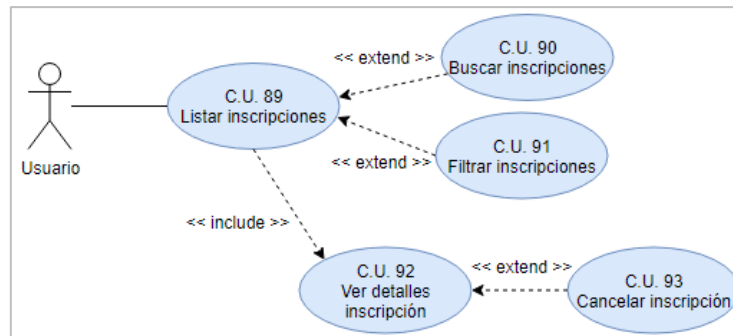 C.U. 90
Buscar inscripciones
<< extend >>
C.U. 89
Listar inscripciones
C.U. 91
Filtrar inscripciones
<< extend >>
Usuario
<< include >>
C.U. 92
Ver detalles
inscripción
<< extend >>
C.U. 93
Cancelar inscripción